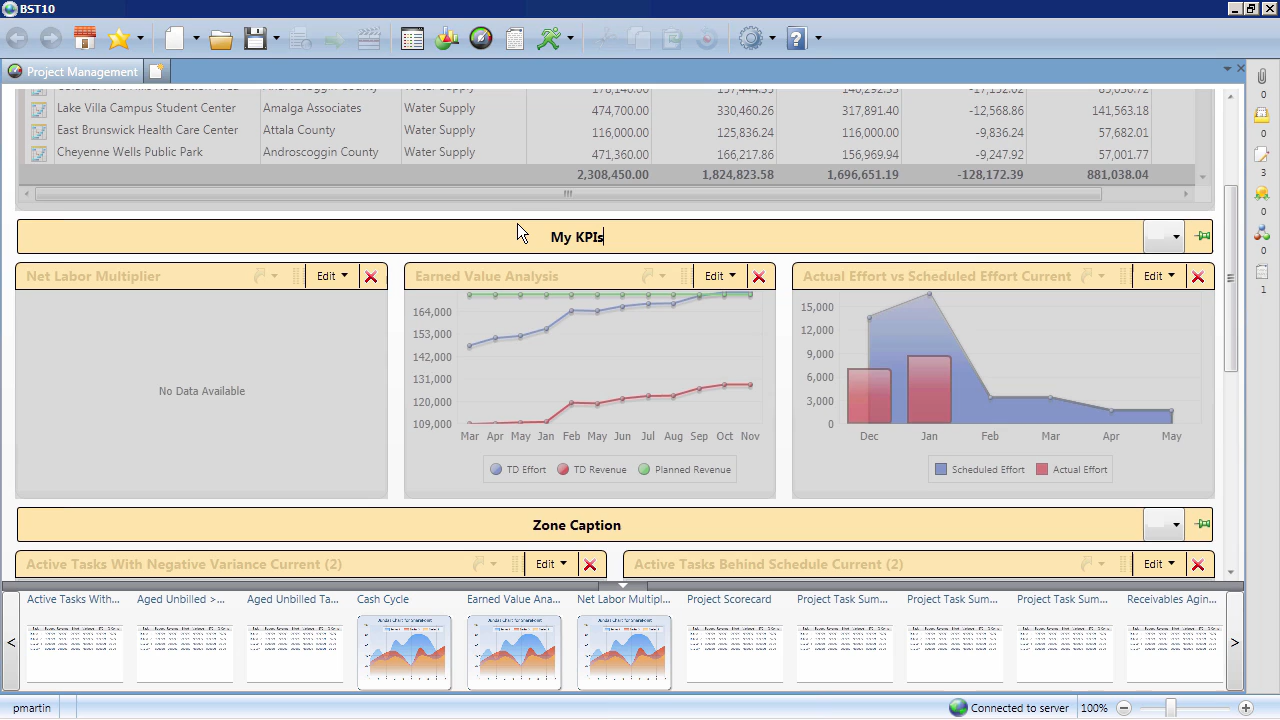 BST10
Project Management
Lake Villa Campus Student Center Amalga Associates Water Supply 474,700.00 333,460.26 317,891.40 -12,568.86 141,563.18
East Brunswick Health Care Center Attala County Water Supply 116,000.00 125,836.24 116,000.00 -9,836.24 57,682.01
Cheyenne Wells Public Park Androscoggin County Water Supply 471,360.00 166,217.86 156,969.94 -9,247.92 57,001.77
2,308,450.00 1,824,823.58 1,696,651.19 -128,172.39 881,038.04
My KPIs
Net Labor Multiplier Edit
Earned Value Analysis Edit
Actual Effort vs Scheduled Effort Current Edit
No Data Available
164,000
153,000
142,000
131,000
120,000
109,000
Mar Apr May Jan Feb May Jun Jul Aug Sep Oct Nov
TD Effort TD Revenue Planned Revenue
15,000
12,000
9,000
6,000
3,000
0
Dec Jan Feb Mar Apr May
Scheduled Effort Actual Effort
Zone Caption
Active Tasks With Negative Variance Current (2) Edit
Active Tasks Behind Schedule Current (2) Edit
Active Tasks With... Aged Unbilled >... Aged Unbilled Ta... Cash Cycle Earned Value Ana... Net Labor Multipl... Project Scorecard Project Task Sum... Project Task Sum... Project Task Sum... Receivables Agin...
< >
pmartin Connected to server 100%
0
0
3
0
0
1